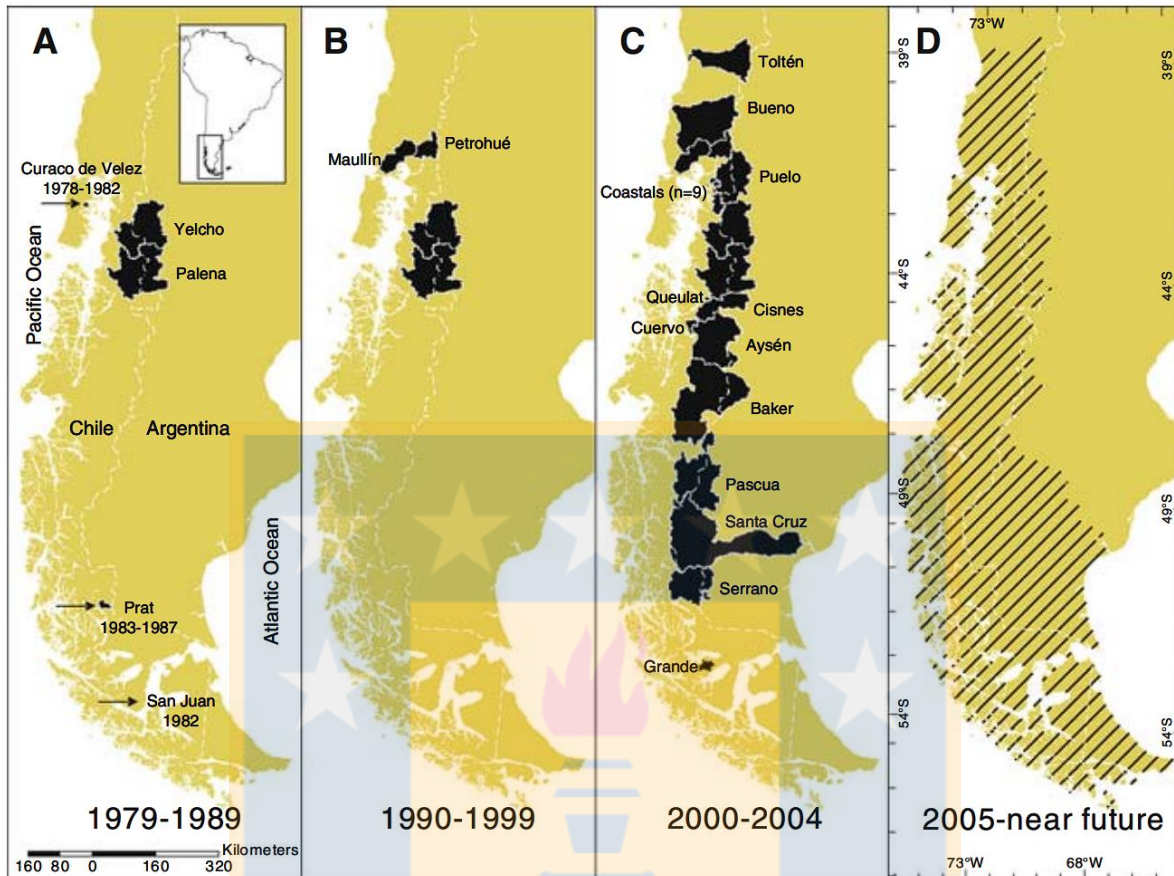 A
Curaco de Velez
1978-1982
Yelcho
Palena
Pacific Ocean
Chile
Argentina
Atlantic Ocean
Prat
1983-1987
San Juan
1982
1979-1989
Kilometers
160 80 0 160 320
B
Maullín
Petrohué
1990-1999
C
Toltén
Bueno
Puelo
Coastals (n=9)
Queulat
Cisnes
Cuervo
Aysén
Baker
Pascua
Santa Cruz
Serrano
Grande
2000-2004
39°S
44°S
49°S
54°S
D
73°W
39°S
44°S
49°S
54°S
2005-near future
73°W
68°W